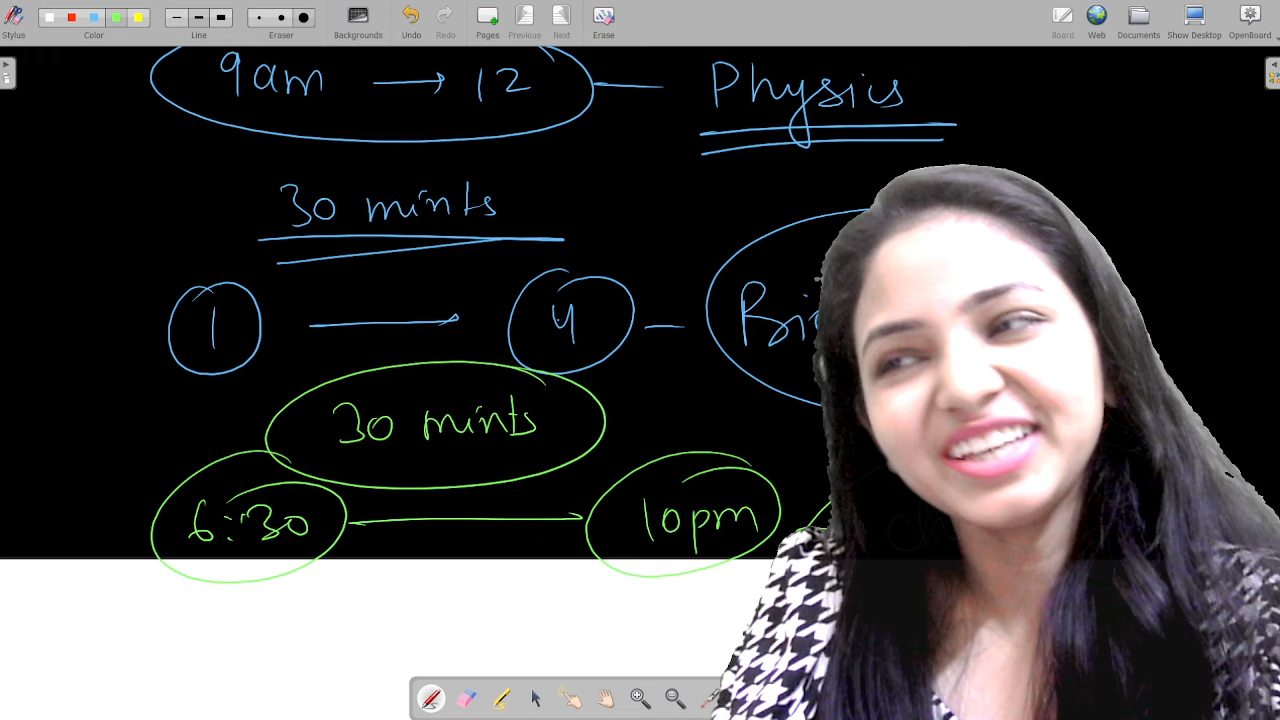 Stylus Color Line Eraser Backgrounds Undo Redo Pages Previous Next Erase Board Web Documents Show Desktop OpenBoard
9am → 12 — Physics
30 mints
1 → 4 —
30 mints
6:30 → 10pm